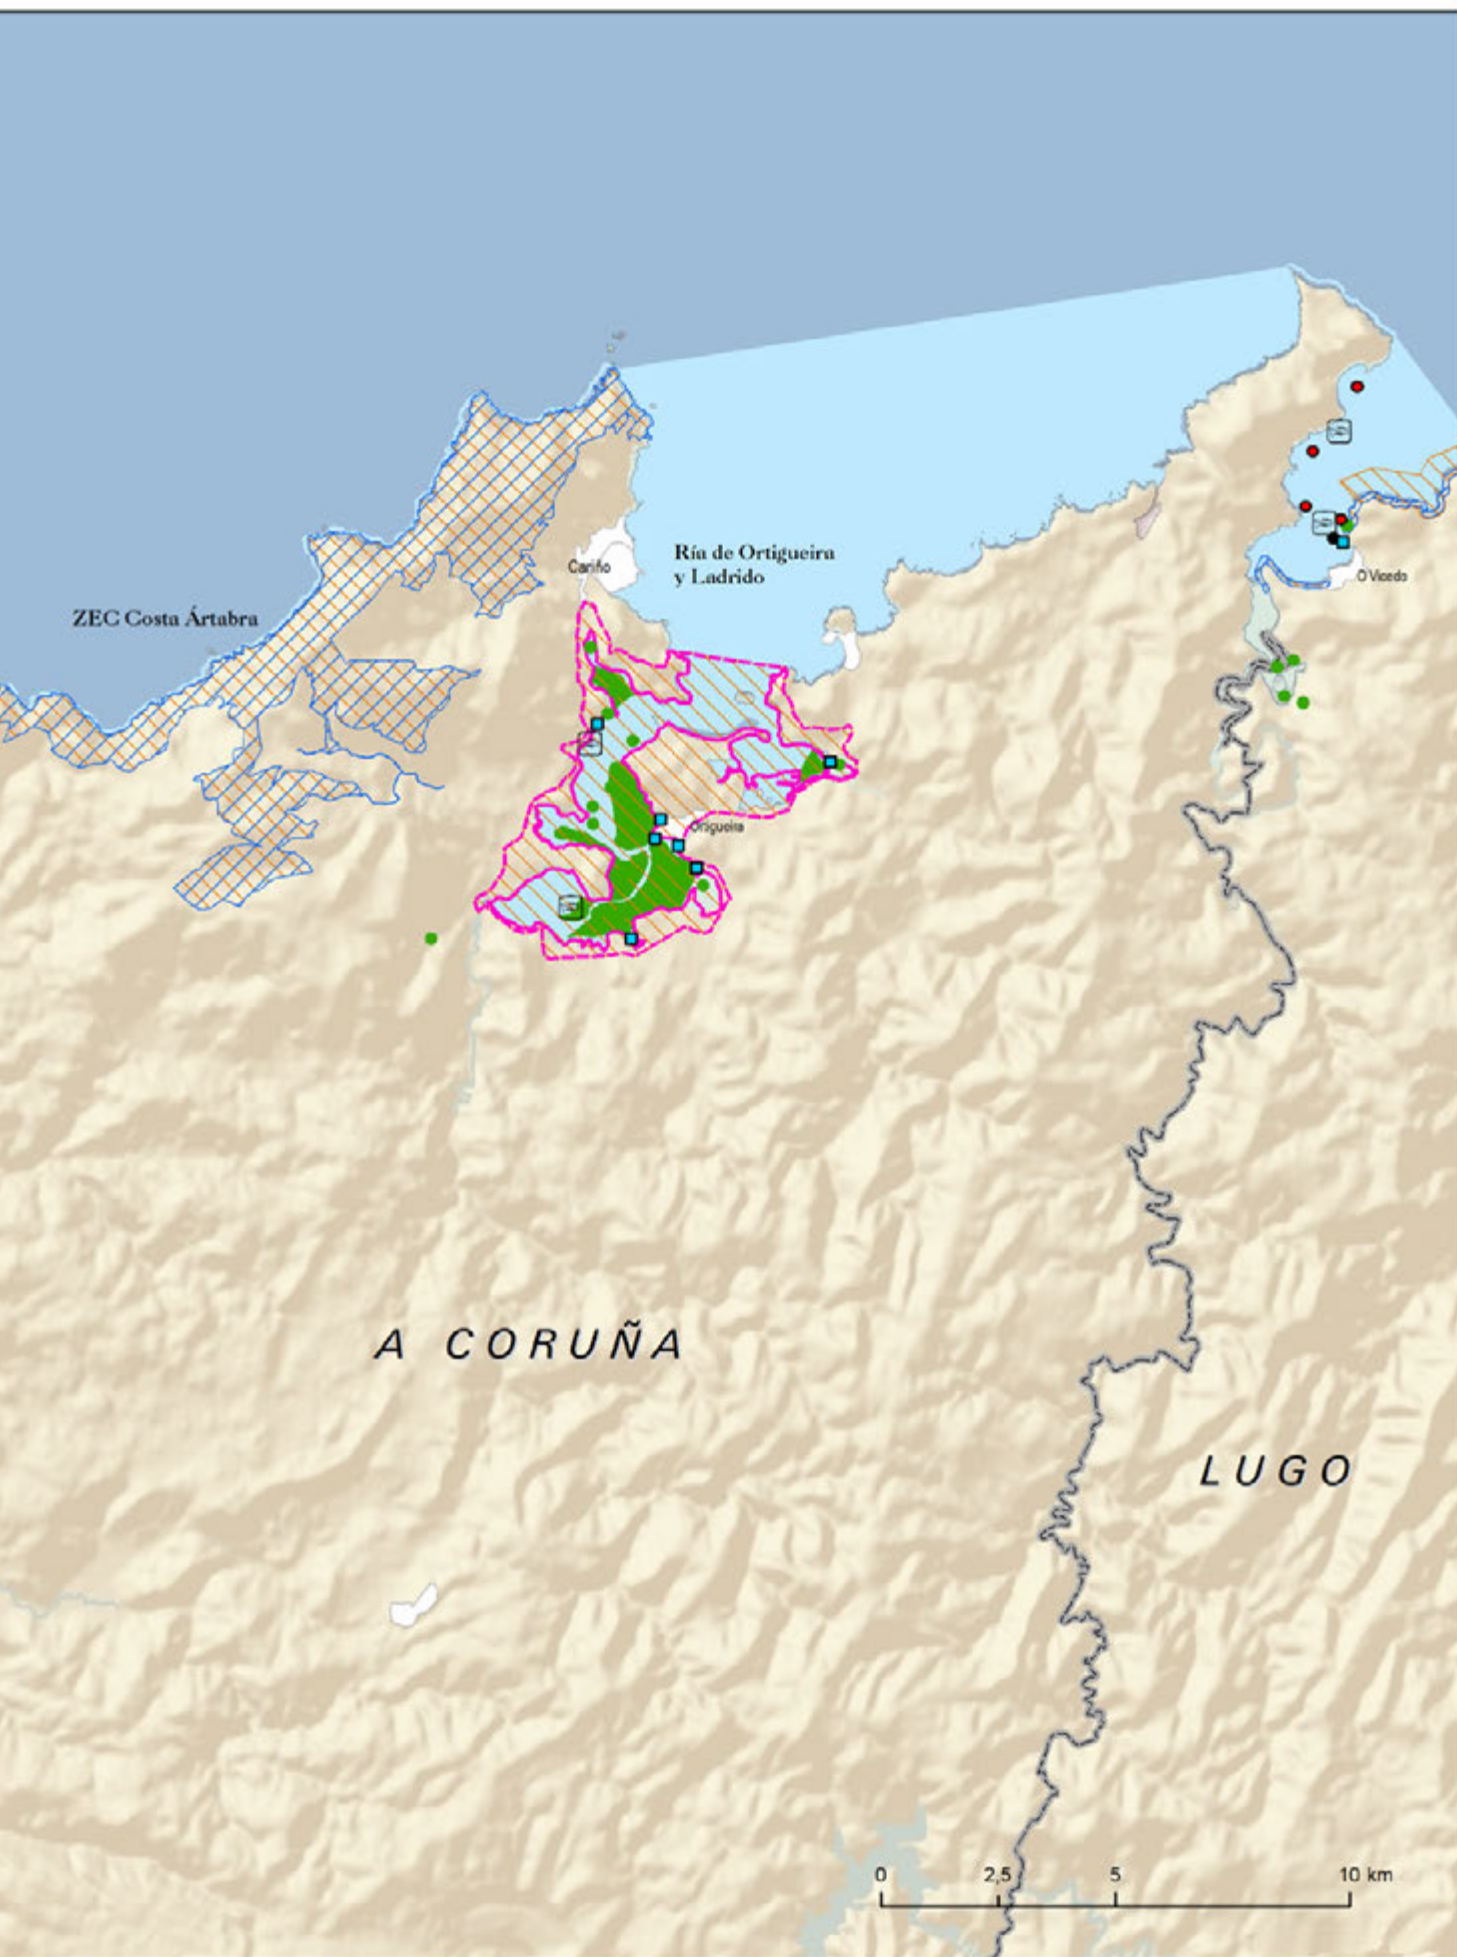 Cariño
Ría de Ortigueira
y Ladrido
O Vicedo
ZEC Costa Ártabra
Ortigueira
A CORUÑA
LUGO
0 2,5 5 10 km